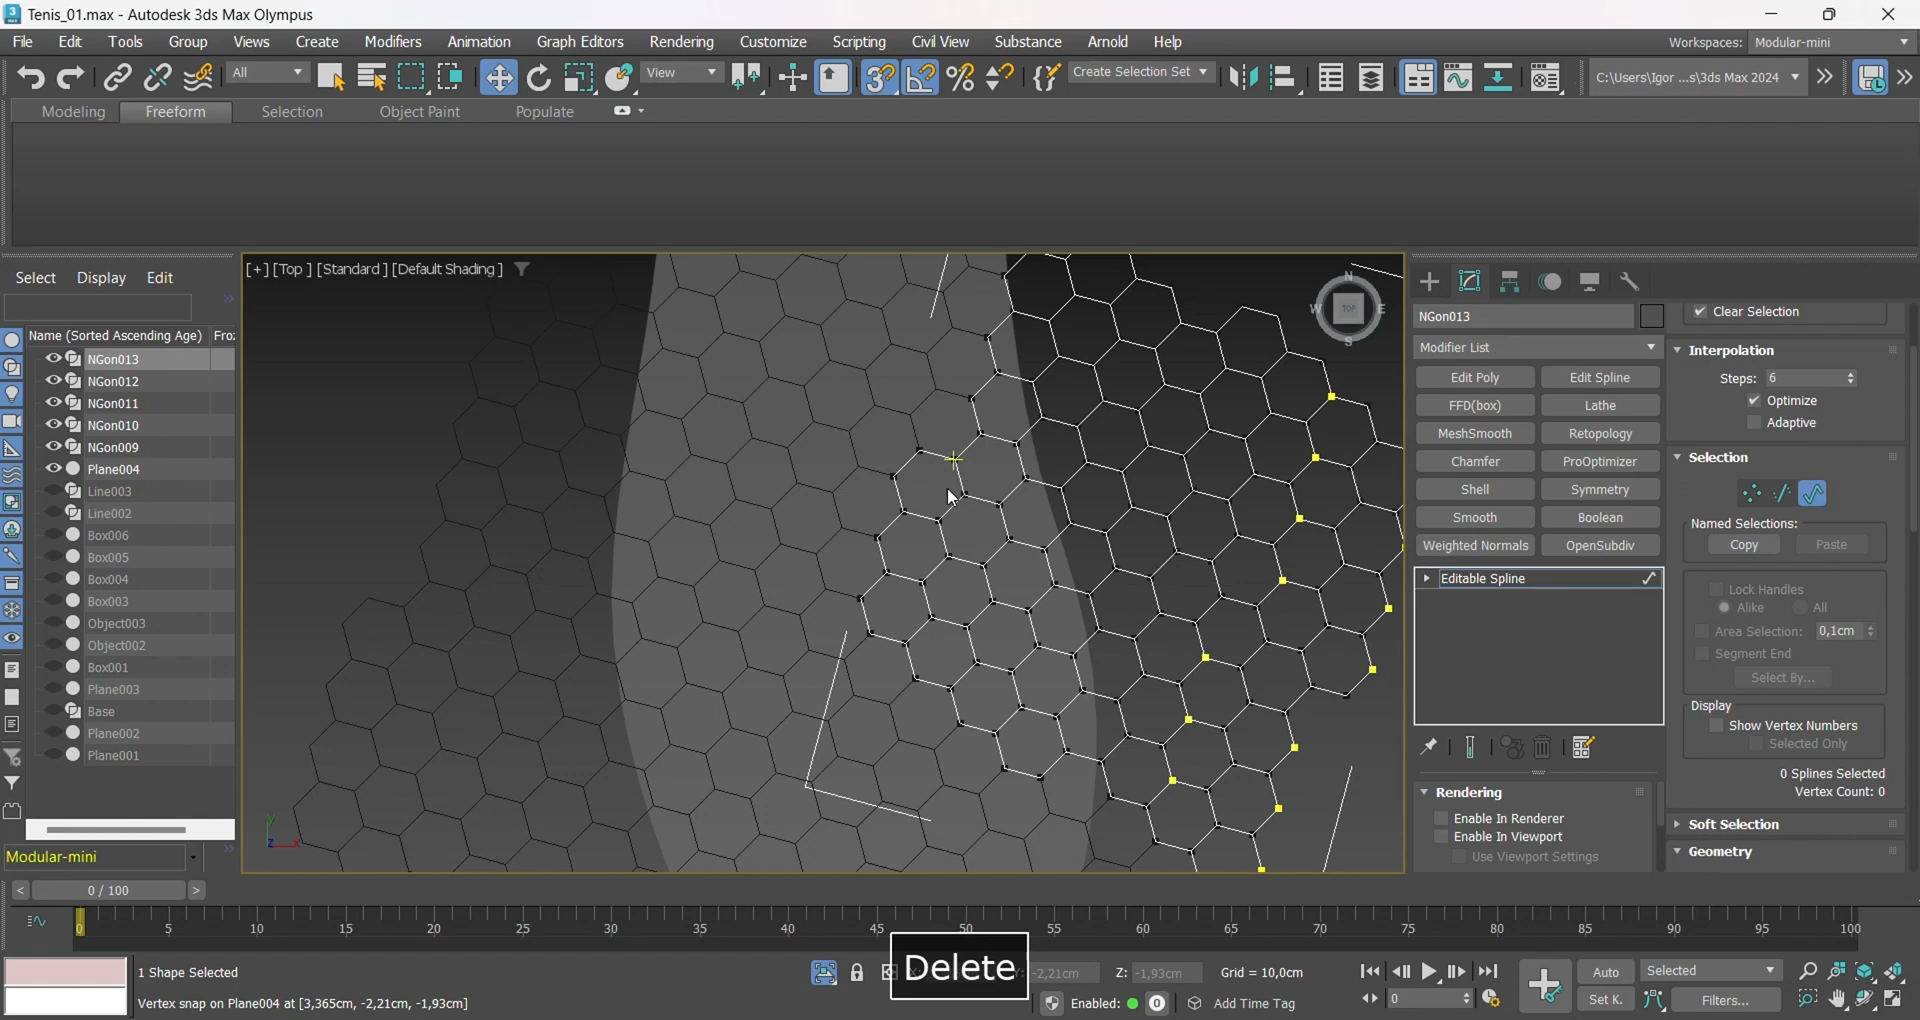 Tenis_01.max - Autodesk 3ds Max Olympus
File Edit Tools Group Views Create Modifiers Animation Graph Editors Rendering Customize Scripting Civil View Substance Arnold Help
Workspaces: Modular-mini
All
View
Create Selection Set
C:\Users\Igor ...s\3ds Max 2024
Modeling Freeform Selection Object Paint Populate
Select Display Edit
[+] [Top ] [Standard ] [Default Shading ]
N
W TOP E
S
Name (Sorted Ascending Age) Fro:
NGon013
NGon012
NGon011
NGon010
NGon009
Plane004
Line003
Line002
Box006
Box005
Box004
Box003
Object003
Object002
Box001
Plane003
Base
Plane002
Plane001
Modular-mini
y
z x
NGon013
Modifier List
Edit Poly Edit Spline
FFD(box) Lathe
MeshSmooth Retopology
Chamfer ProOptimizer
Shell Symmetry
Smooth Boolean
Weighted Normals OpenSubdiv
Editable Spline
Rendering
Enable In Renderer
Enable In Viewport
Use Viewport Settings
Clear Selection
Interpolation
Steps: 6
Optimize
Adaptive
Selection
Named Selections:
Copy Paste
Lock Handles
Alike All
Area Selection: 0,1cm
Segment End
Select By...
Display
Show Vertex Numbers
Selected Only
0 Splines Selected
Vertex Count: 0
Soft Selection
Geometry
< 0 / 100 >
0 5 10 15 20 25 30 35 40 45 50 55 60 65 70 75 80 85 90 95 100
1 Shape Selected
Vertex snap on Plane004 at [3,365cm, -2,21cm, -1,93cm]
Delete
-2,21cm Z: -1,93cm Grid = 10,0cm
Enabled: 0 Add Time Tag
0
Auto Selected
Set K. Filters...